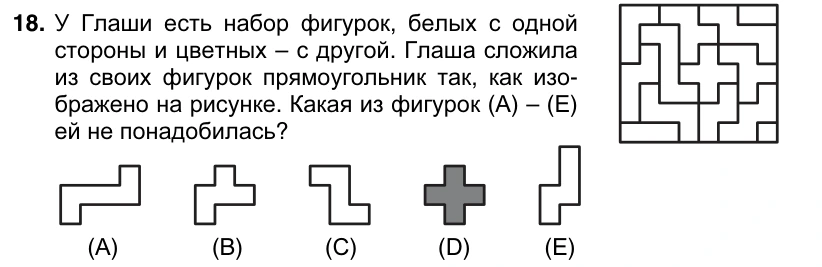 18. У Глаши есть набор фигурок, белых с одной
стороны и цветных – с другой. Глаша сложила
из своих фигурок прямоугольник так, как изо-
бражено на рисунке. Какая из фигурок (A) – (E)
ей не понадобилась?
(A) (B) (C) (D) (E)